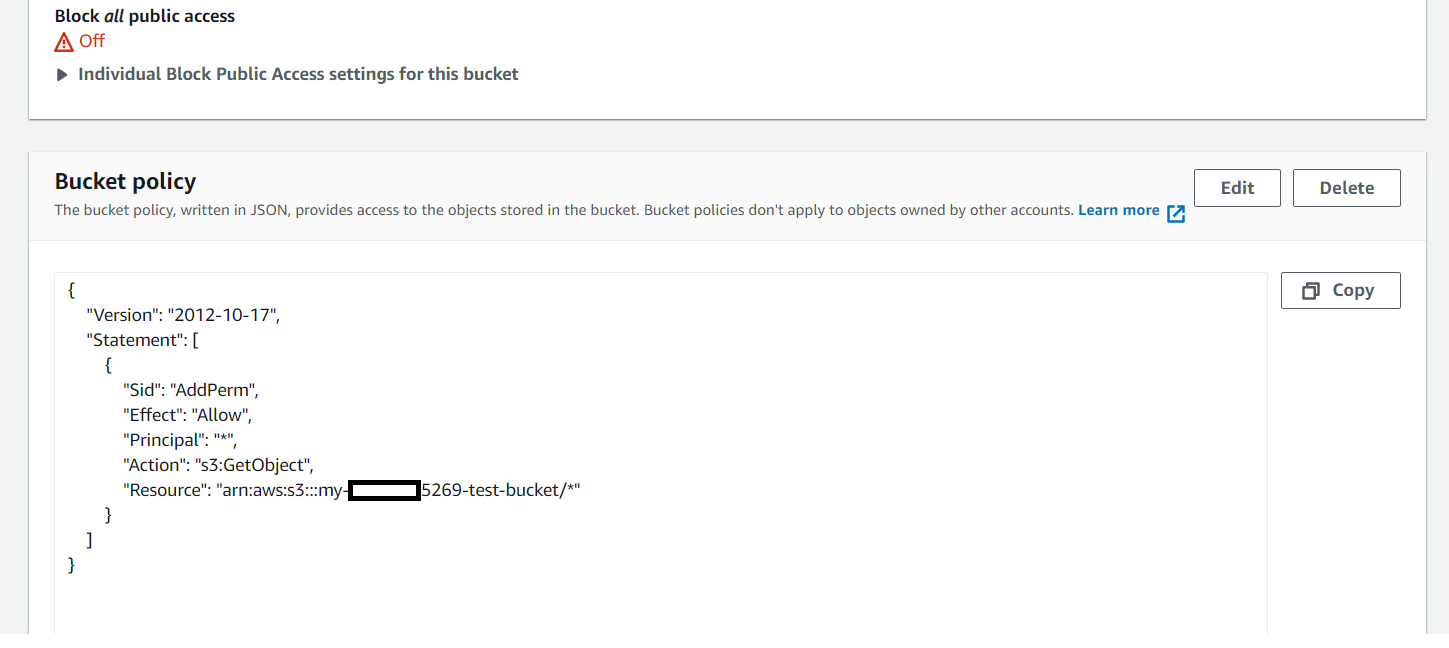 Block all public access
Off
Individual Block Public Access settings for this bucket
Bucket policy
Edit
Delete
The bucket policy, written in JSON, provides access to the objects stored in the bucket. Bucket policies don't apply to objects owned by other accounts. Learn more
Copy
{
"Version": "2012-10-17",
"Statement": [
{
"Sid": "AddPerm",
"Effect": "Allow",
"Principal": "*",
"Action": "s3:GetObject",
"Resource": "arn:aws:s3:::my-5269-test-bucket/*"
}
]
}